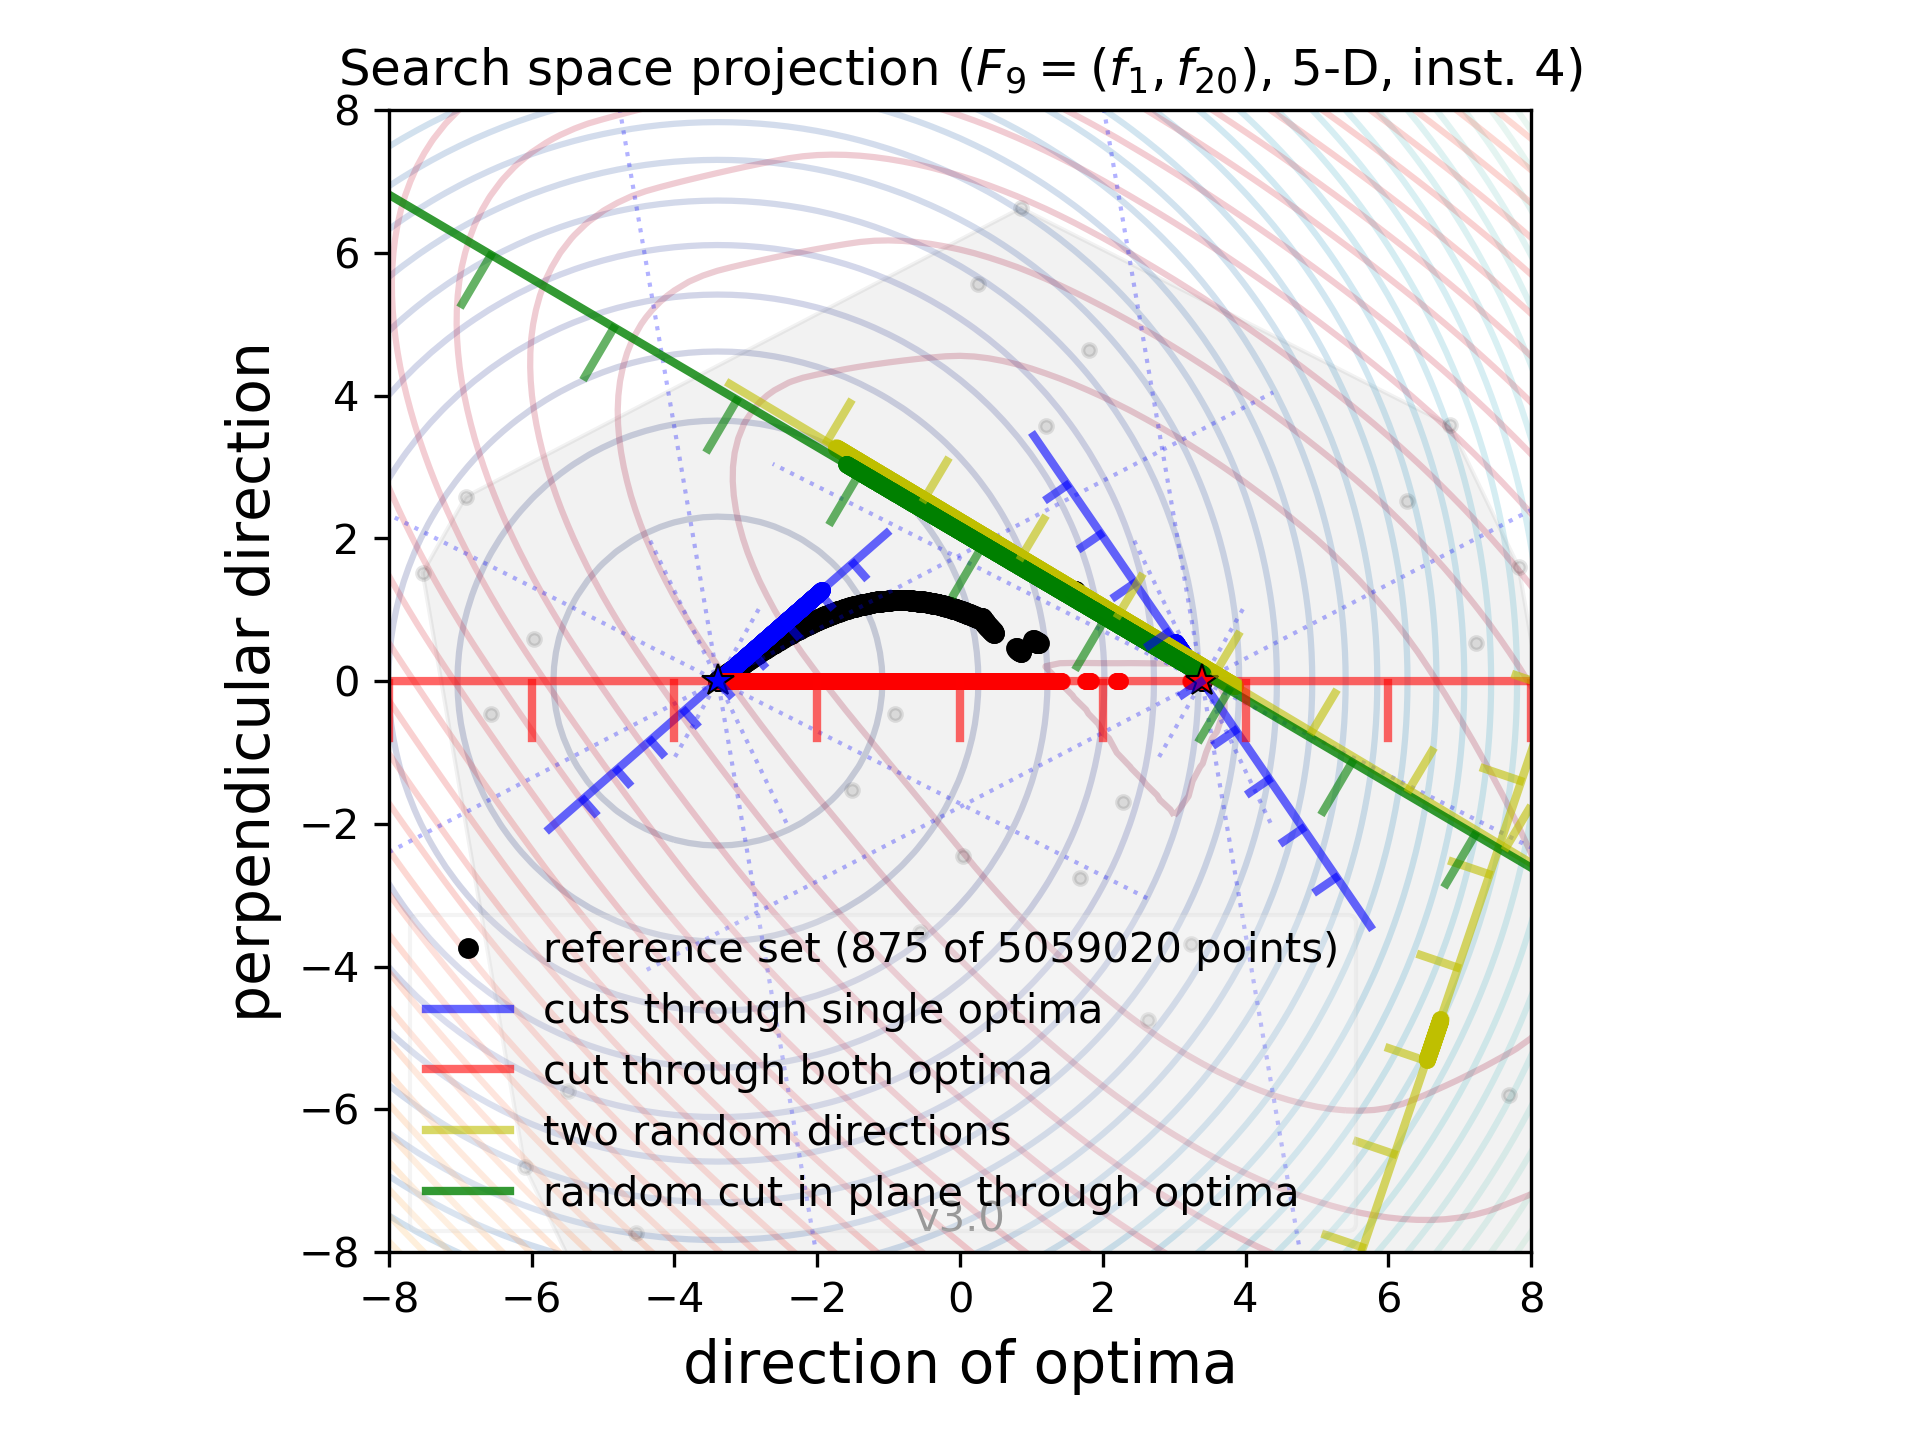 Search space projection (F₉ = (f₁, f₂₀), 5-D, inst. 4)
8
6
4
2
0
−2
−4
−6
−8
perpendicular direction
reference set (875 of 5059020 points)
cuts through single optima
cut through both optima
two random directions
random cut in plane through optima
v3.0
−8 −6 −4 −2 0 2 4 6 8
direction of optima